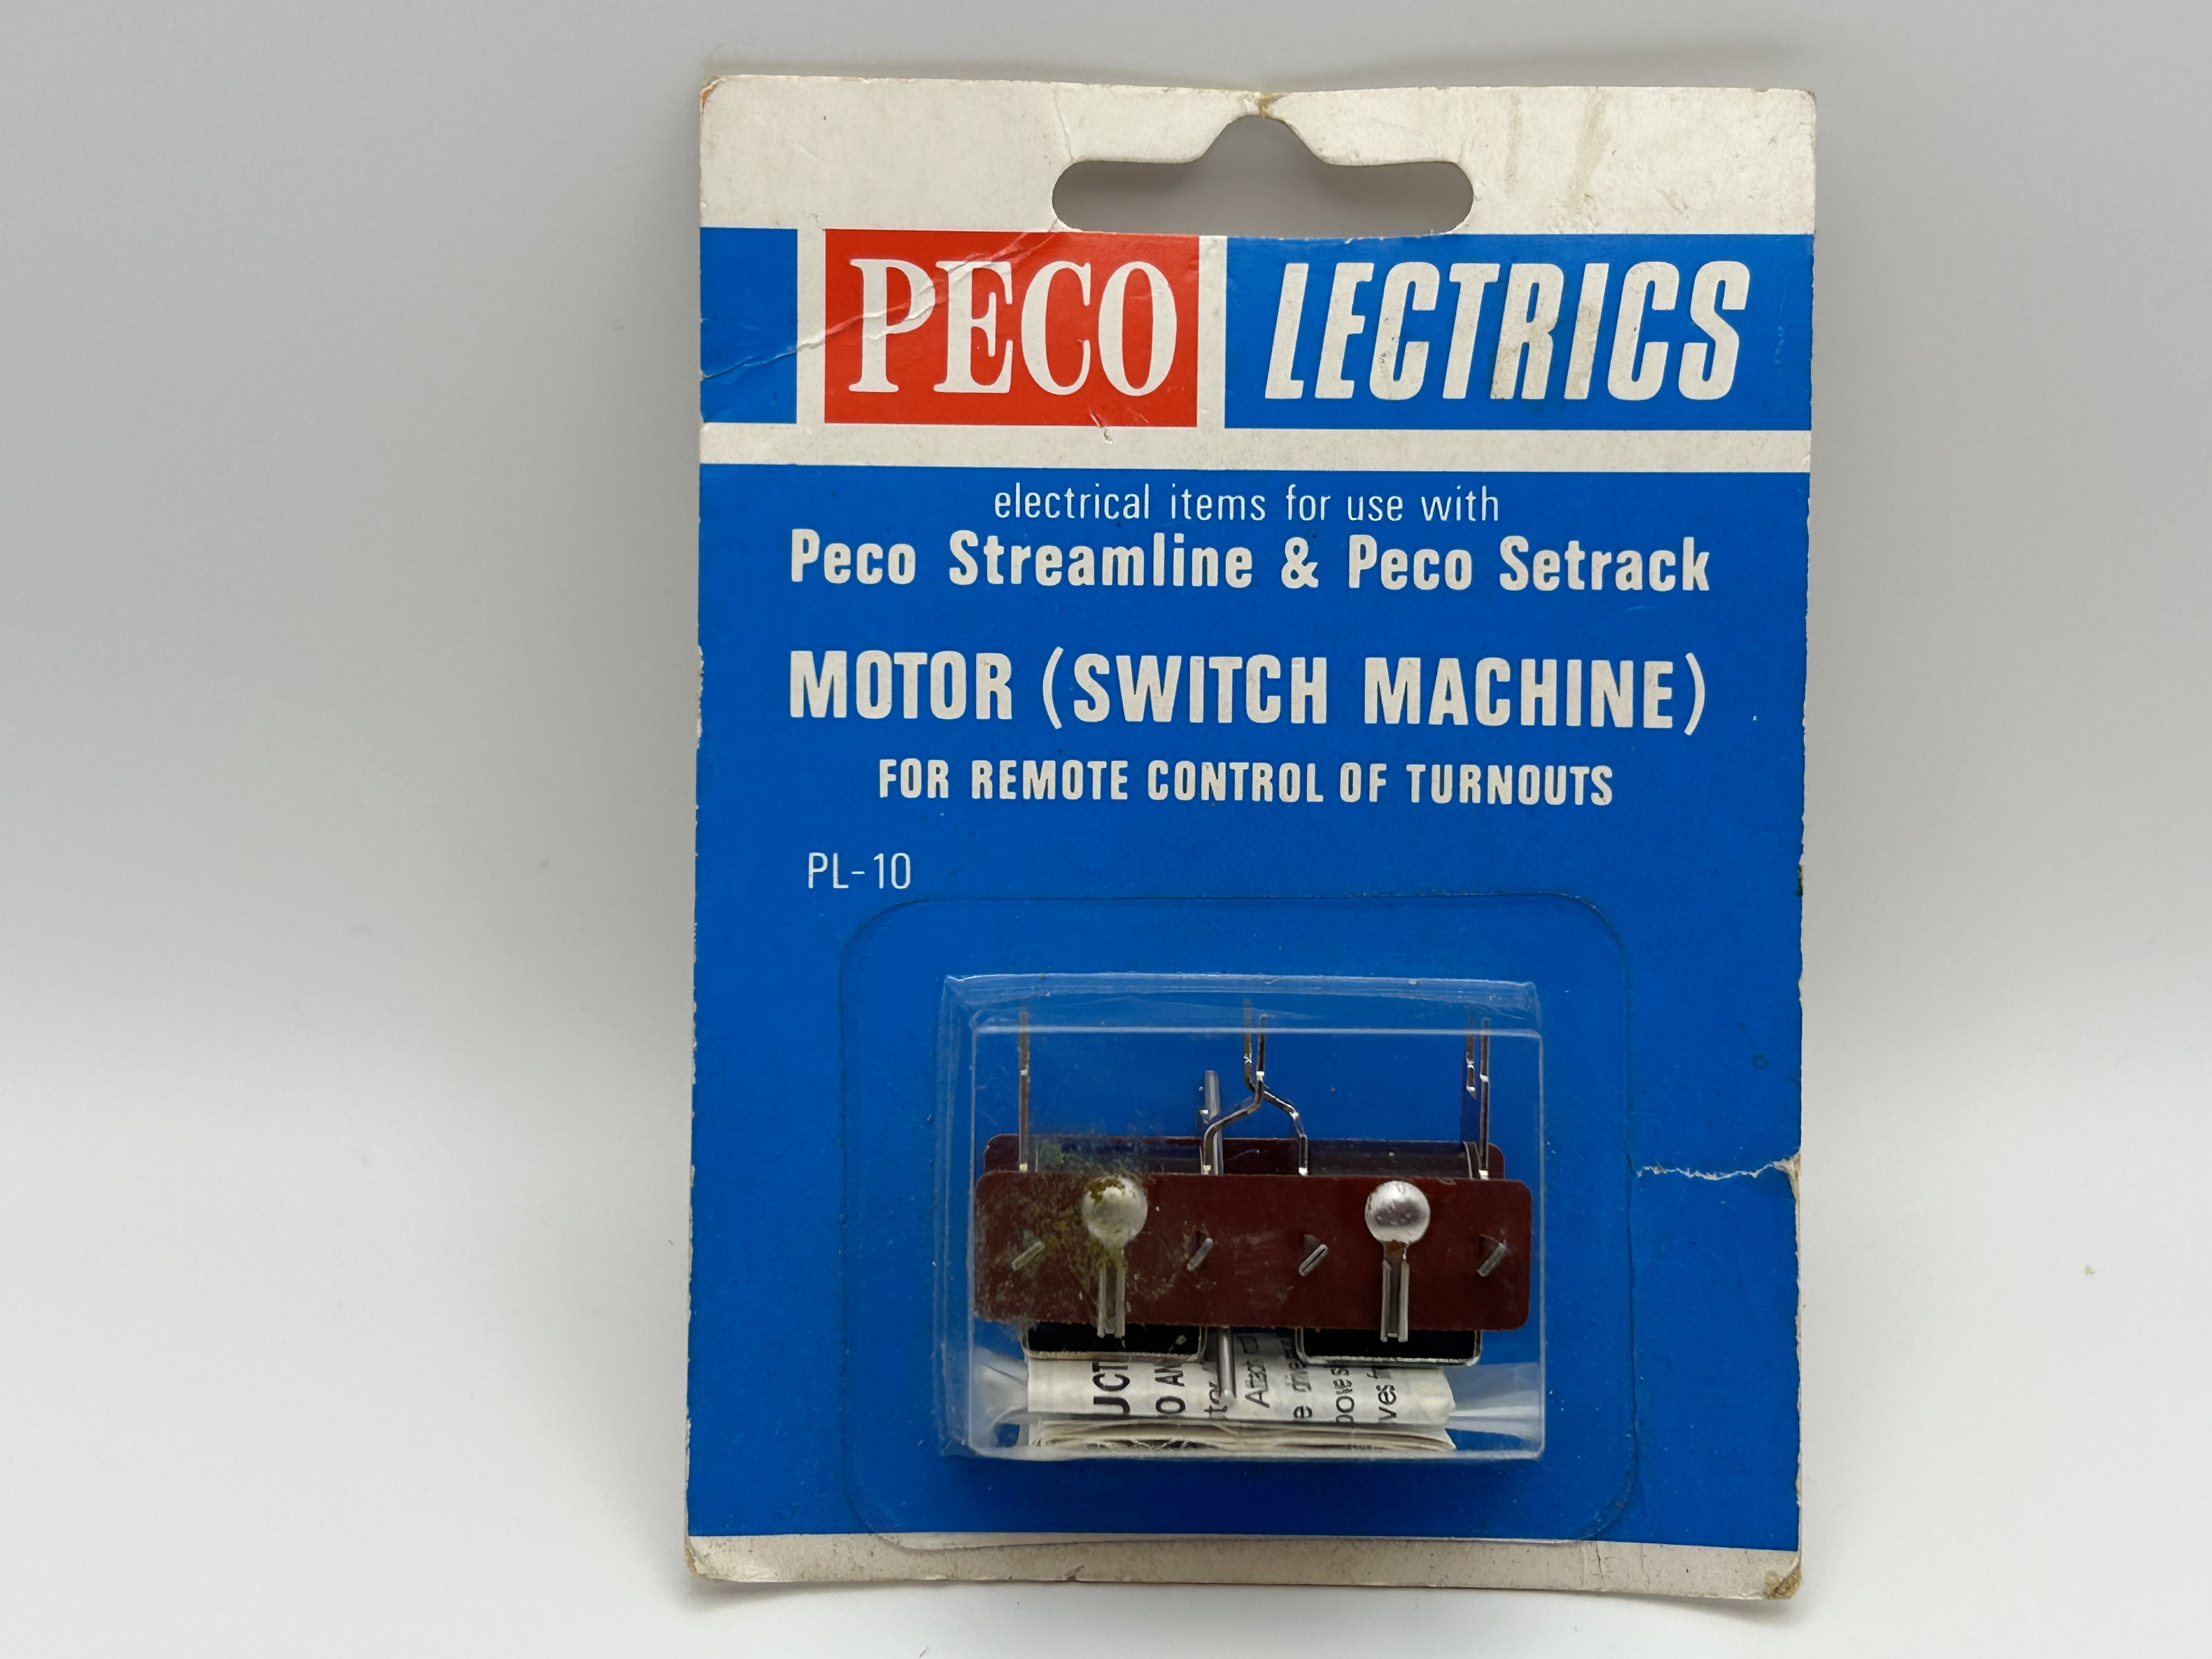 PECO LECTRICS
electrical items for use with
Peco Streamline & Peco Setrack
MOTOR (SWITCH MACHINE)
FOR REMOTE CONTROL OF TURNOUTS
PL-10